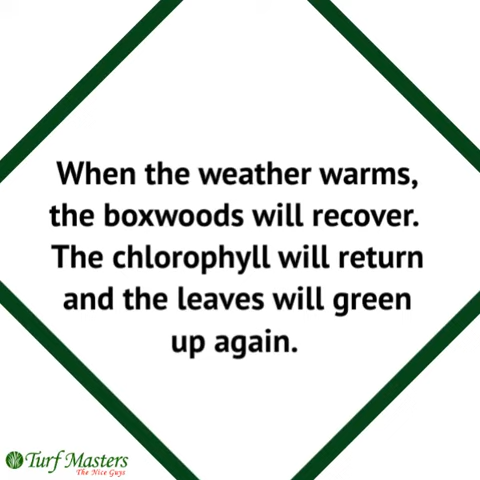 When the weather warms,
the boxwoods will recover.
The chlorophyll will return
and the leaves will green
up again.
Turf Masters
The Nice Guys